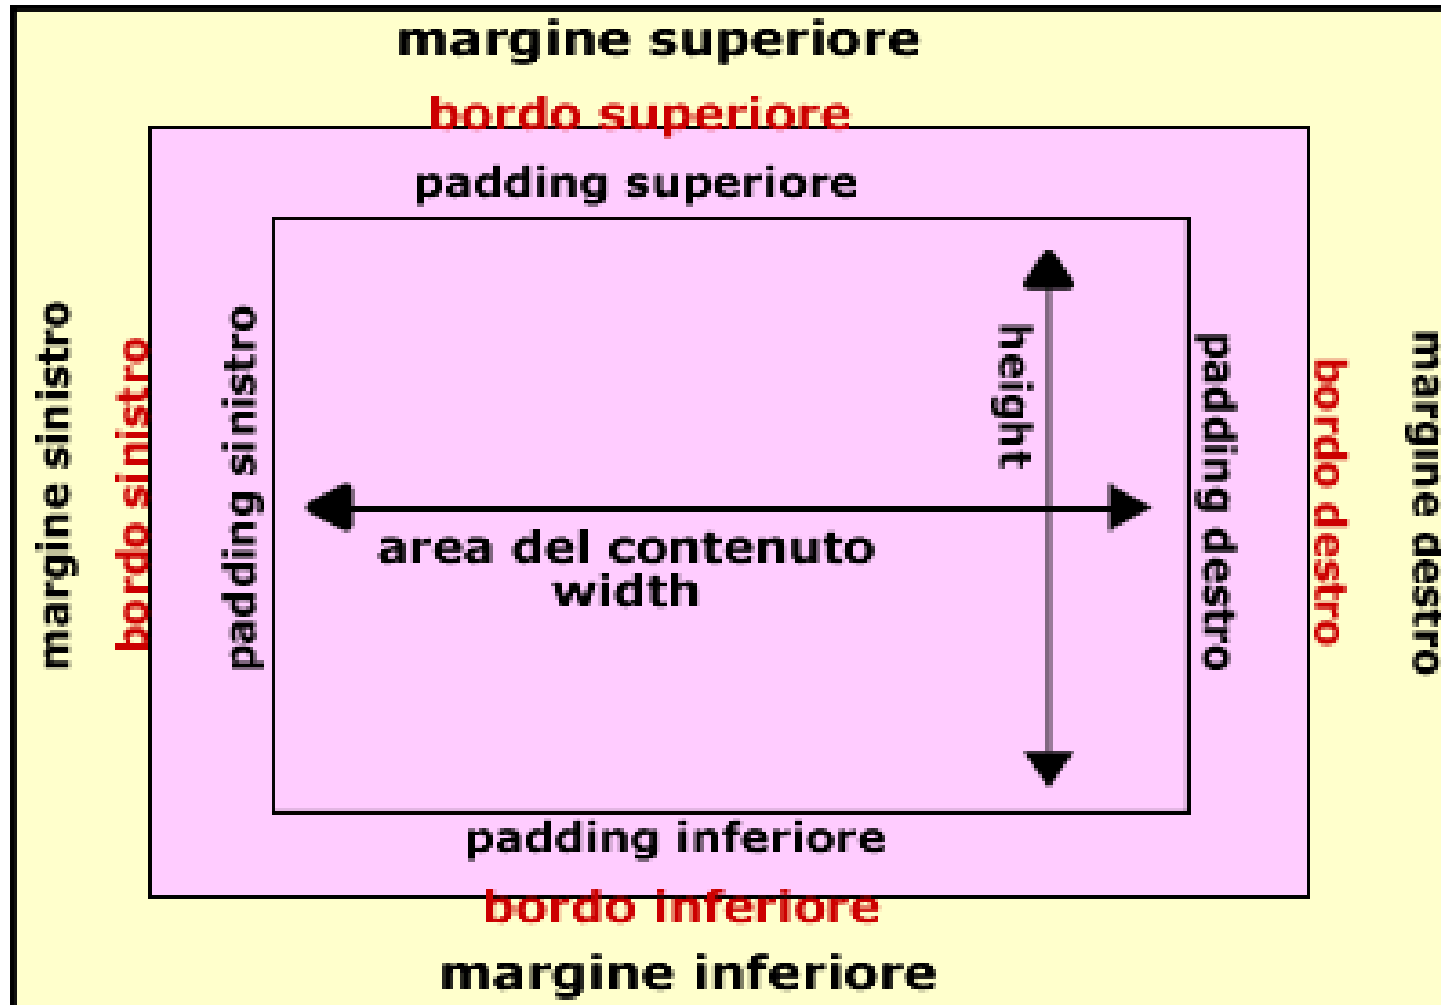 margine superiore
bordo superiore
padding superiore
margine sinistro
bordo sinistro
padding sinistro
height
area del contenuto
width
padding destro
bordo destro
margine destro
padding inferiore
bordo inferiore
margine inferiore